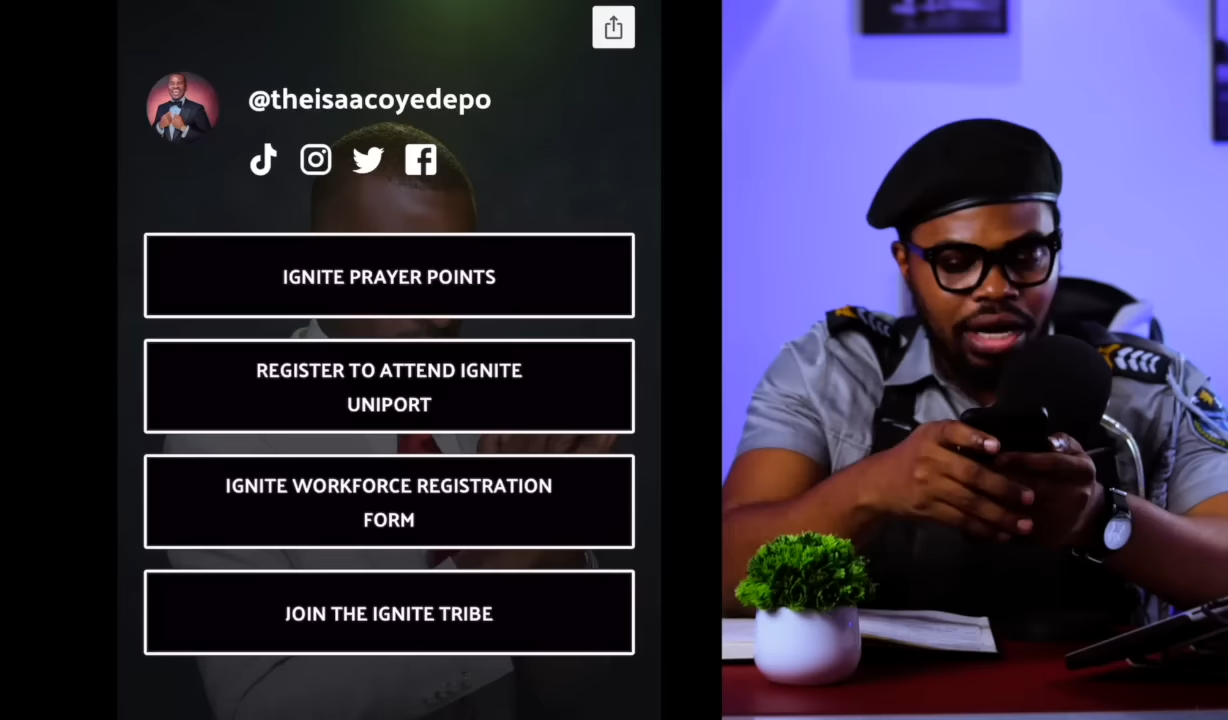 @theisaacoyedepo
IGNITE PRAYER POINTS
REGISTER TO ATTEND IGNITE
UNIPORT
IGNITE WORKFORCE REGISTRATION
FORM
JOIN THE IGNITE TRIBE